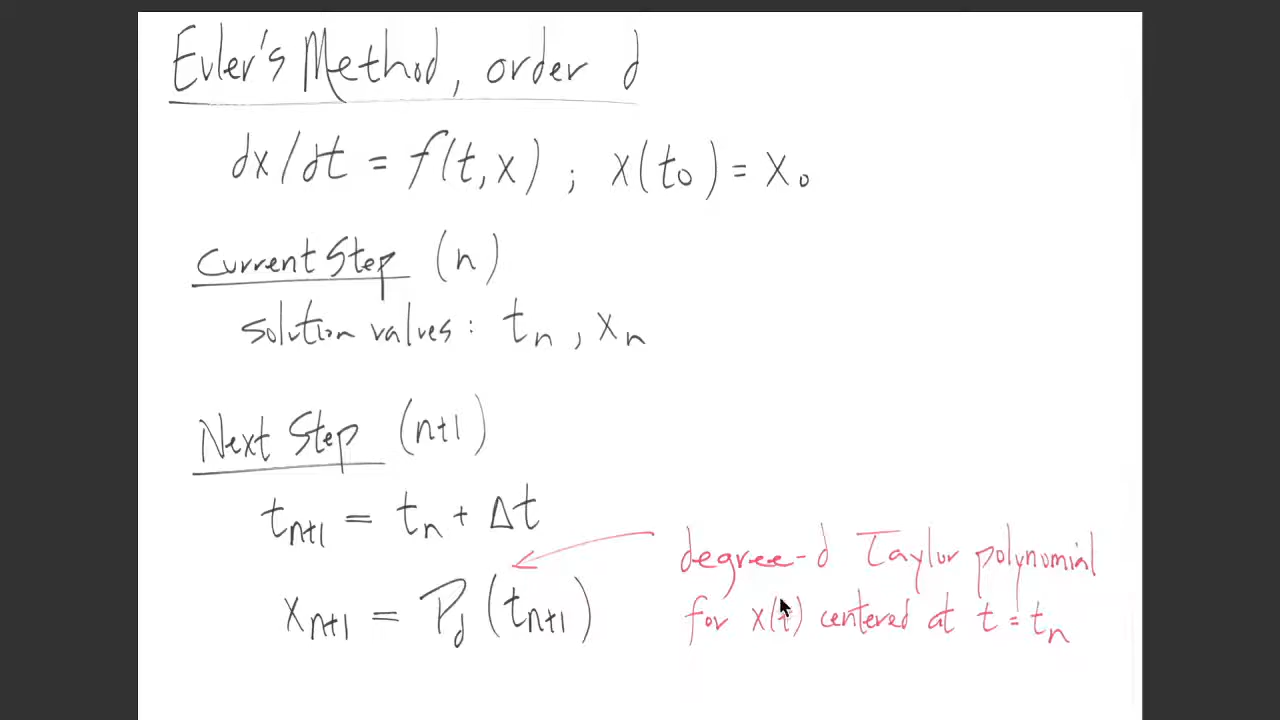 Euler's Method, order d
dx/dt = f(t,x) ; x(t₀) = x₀
Current Step (n)
solution values: tₙ, xₙ
Next Step (n+1)
tₙ₊₁ = tₙ + Δt
degree-d Taylor polynomial
xₙ₊₁ = P_d (tₙ₊₁)
for x(t) centered at t = tₙ